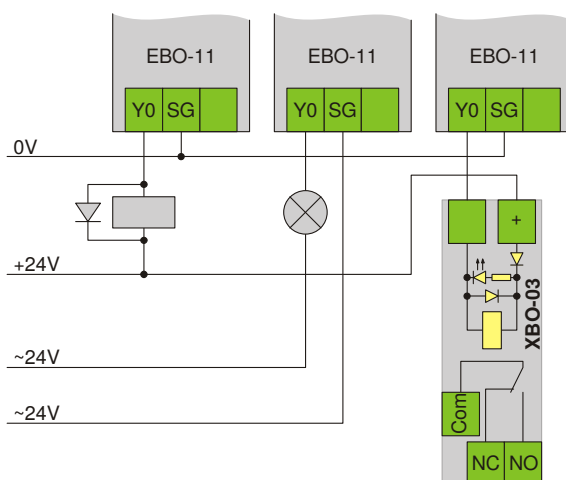 EBO-11 EBO-11 EBO-11
Y0 SG Y0 SG Y0 SG
0V
+
+24V
XBO-03
~24V
Com
~24V
NC NO